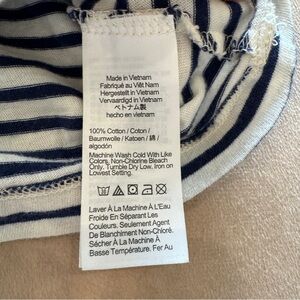 Made in Vietnam
Fabriqué au Viêt Nam
Hergestellt in Vietnam
Vervaardigd in Vietnam
ベトナム製
hecho en vietnam
100% Cotton / Coton /
Baumwolle / Katoen / 綿 /
algodón
Machine Wash Cold With Like
Colors, Non-Chlorine Bleach
Only, Tumble Dry Low, Iron on
Lowest Setting.
Laver À La Machine À L'Eau
Froide En Séparant Les
Couleurs, Seulement Agent
De Blanchiment Non-Chloré.
Sécher À La Machine À
Basse Température. Fer Au